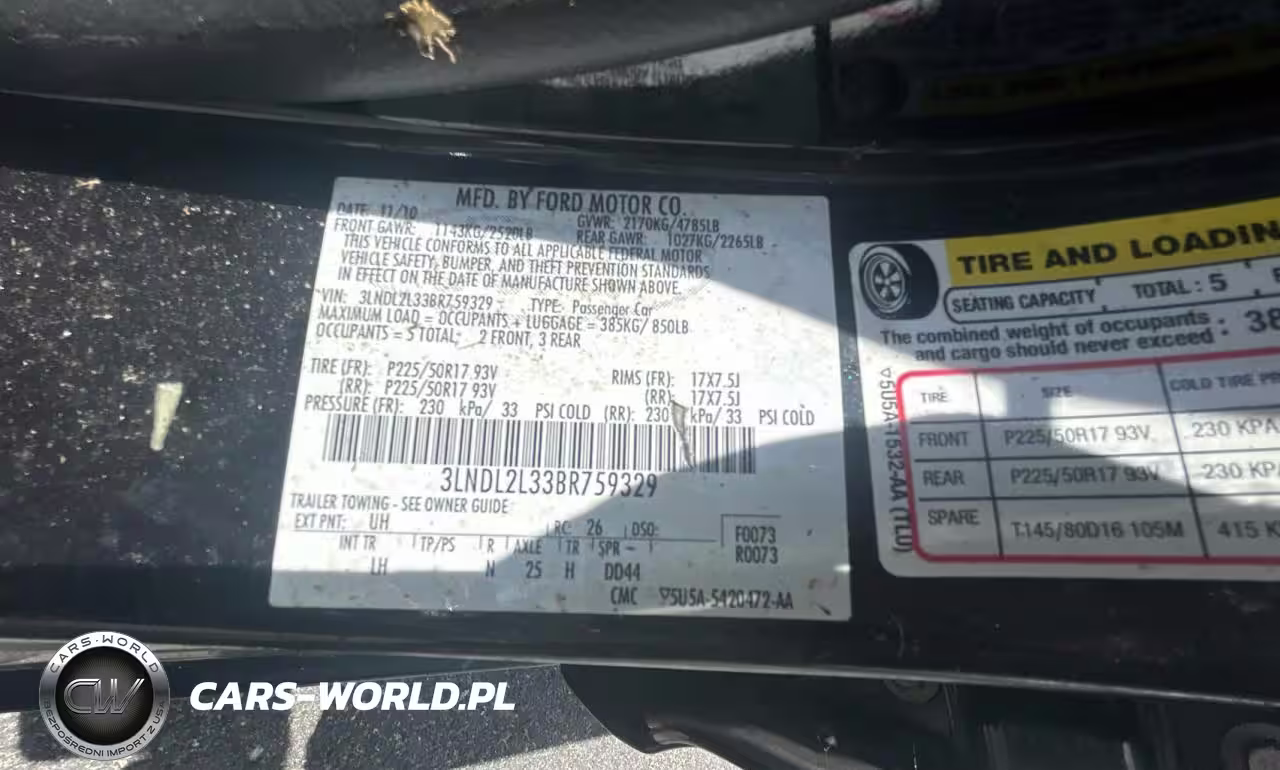 MFD. BY FORD MOTOR CO.
DATE: 11/10 GVWR: 2170KG/4785LB
FRONT GAWR: 1143KG/2520LB REAR GAWR: 1027KG/2265LB
THIS VEHICLE CONFORMS TO ALL APPLICABLE FEDERAL MOTOR
VEHICLE SAFETY, BUMPER, AND THEFT PREVENTION STANDARDS
IN EFFECT ON THE DATE OF MANUFACTURE SHOWN ABOVE.
VIN: 3LNDL2L33BR759329 TYPE: Passenger Car
MAXIMUM LOAD = OCCUPANTS + LUGGAGE = 385KG/ 850LB
OCCUPANTS = 5 TOTAL: 2 FRONT, 3 REAR
TIRE (FR): P225/50R17 93V RIMS (FR): 17X7.5J
(RR): P225/50R17 93V (RR): 17X7.5J
PRESSURE (FR): 230 kPa/ 33 PSI COLD (RR): 230 kPa/ 33 PSI COLD
3LNDL2L33BR759329
TRAILER TOWING - SEE OWNER GUIDE
EXT PNT: UH RC: 26 DSO: F0073
INT TR TP/PS R AXLE TR SPR R0073
LH N 25 H DD44
CMC 5U5A-5420472-AA
TIRE AND LOADIN
SEATING CAPACITY TOTAL: 5
The combined weight of occupants
and cargo should never exceed : 38
5U5A-1532-AA (TLU)
TIRE SIZE COLD TIRE PR
FRONT P225/50R17 93V 230 KPA
REAR P225/50R17 93V 230 KP
SPARE T145/80D16 105M 415 K
CARS-WORLD
CW
BEZPOŚREDNI IMPORT Z USA
CARS-WORLD.PL